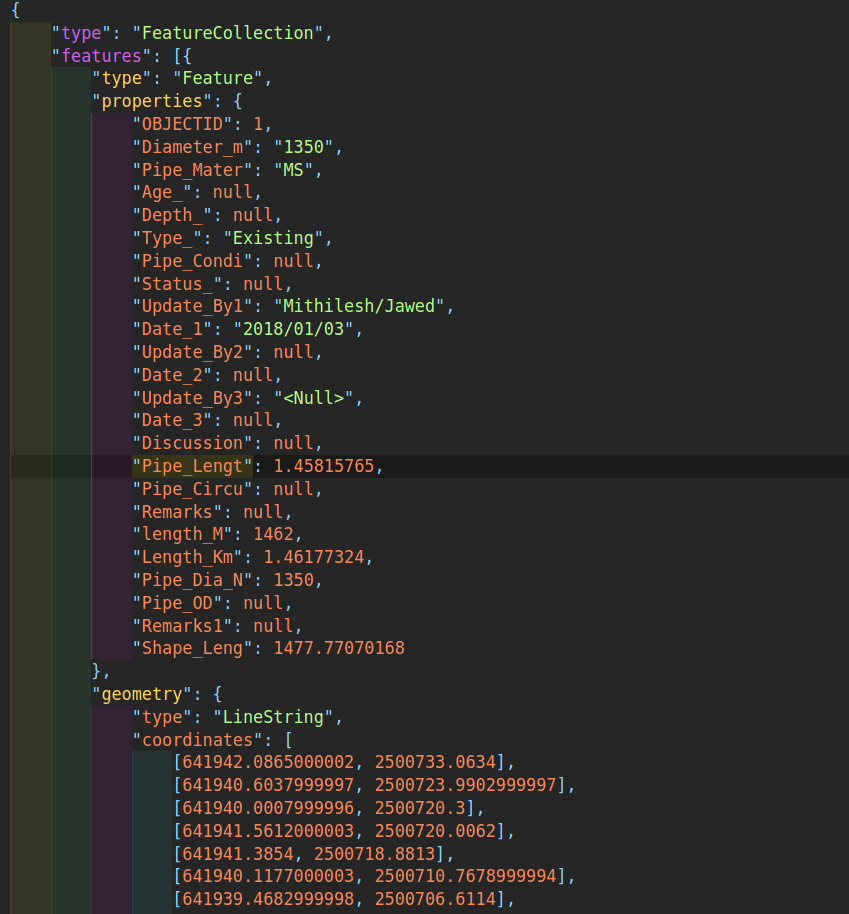 {
"type": "FeatureCollection",
"features": [{
"type": "Feature",
"properties": {
"OBJECTID": 1,
"Diameter_m": "1350",
"Pipe_Mater": "MS",
"Age_": null,
"Depth_": null,
"Type_": "Existing",
"Pipe_Condi": null,
"Status_": null,
"Update_By1": "Mithilesh/Jawed",
"Date_1": "2018/01/03",
"Update_By2": null,
"Date_2": null,
"Update_By3": "<Null>",
"Date_3": null,
"Discussion": null,
"Pipe_Lengt": 1.45815765,
"Pipe_Circu": null,
"Remarks": null,
"length_M": 1462,
"Length_Km": 1.46177324,
"Pipe_Dia_N": 1350,
"Pipe_OD": null,
"Remarks1": null,
"Shape_Leng": 1477.77070168
},
"geometry": {
"type": "LineString",
"coordinates": [
[641942.0865000002, 2500733.0634],
[641940.6037999997, 2500723.9902999997],
[641940.0007999996, 2500720.3],
[641941.5612000003, 2500720.0062],
[641941.3854, 2500718.8813],
[641940.1177000003, 2500710.7678999994],
[641939.4682999998, 2500706.6114],